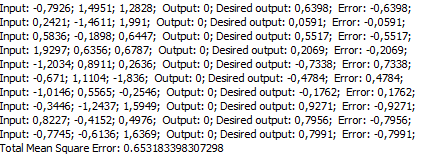 Input: -0,7926; 1,4951; 1,2828; Output: 0; Desired output: 0,6398; Error: -0,6398;
Input: 0,2421; -1,4611; 1,991; Output: 0; Desired output: 0,0591; Error: -0,0591;
Input: 0,5836; -0,1898; 0,6447; Output: 0; Desired output: 0,5517; Error: -0,5517;
Input: 1,9297; 0,6356; 0,6787; Output: 0; Desired output: 0,2069; Error: -0,2069;
Input: -1,2034; 0,8911; 0,2636; Output: 0; Desired output: -0,7338; Error: 0,7338;
Input: -0,671; 1,1104; -1,836; Output: 0; Desired output: -0,4784; Error: 0,4784;
Input: -1,0146; 0,5565; -0,2546; Output: 0; Desired output: -0,1762; Error: 0,1762;
Input: -0,3446; -1,2437; 1,5949; Output: 0; Desired output: 0,9271; Error: -0,9271;
Input: 0,8227; -0,4152; 0,4976; Output: 0; Desired output: 0,7956; Error: -0,7956;
Input: -0,7745; -0,6136; 1,6369; Output: 0; Desired output: 0,7991; Error: -0,7991;
Total Mean Square Error: 0.653183398307298